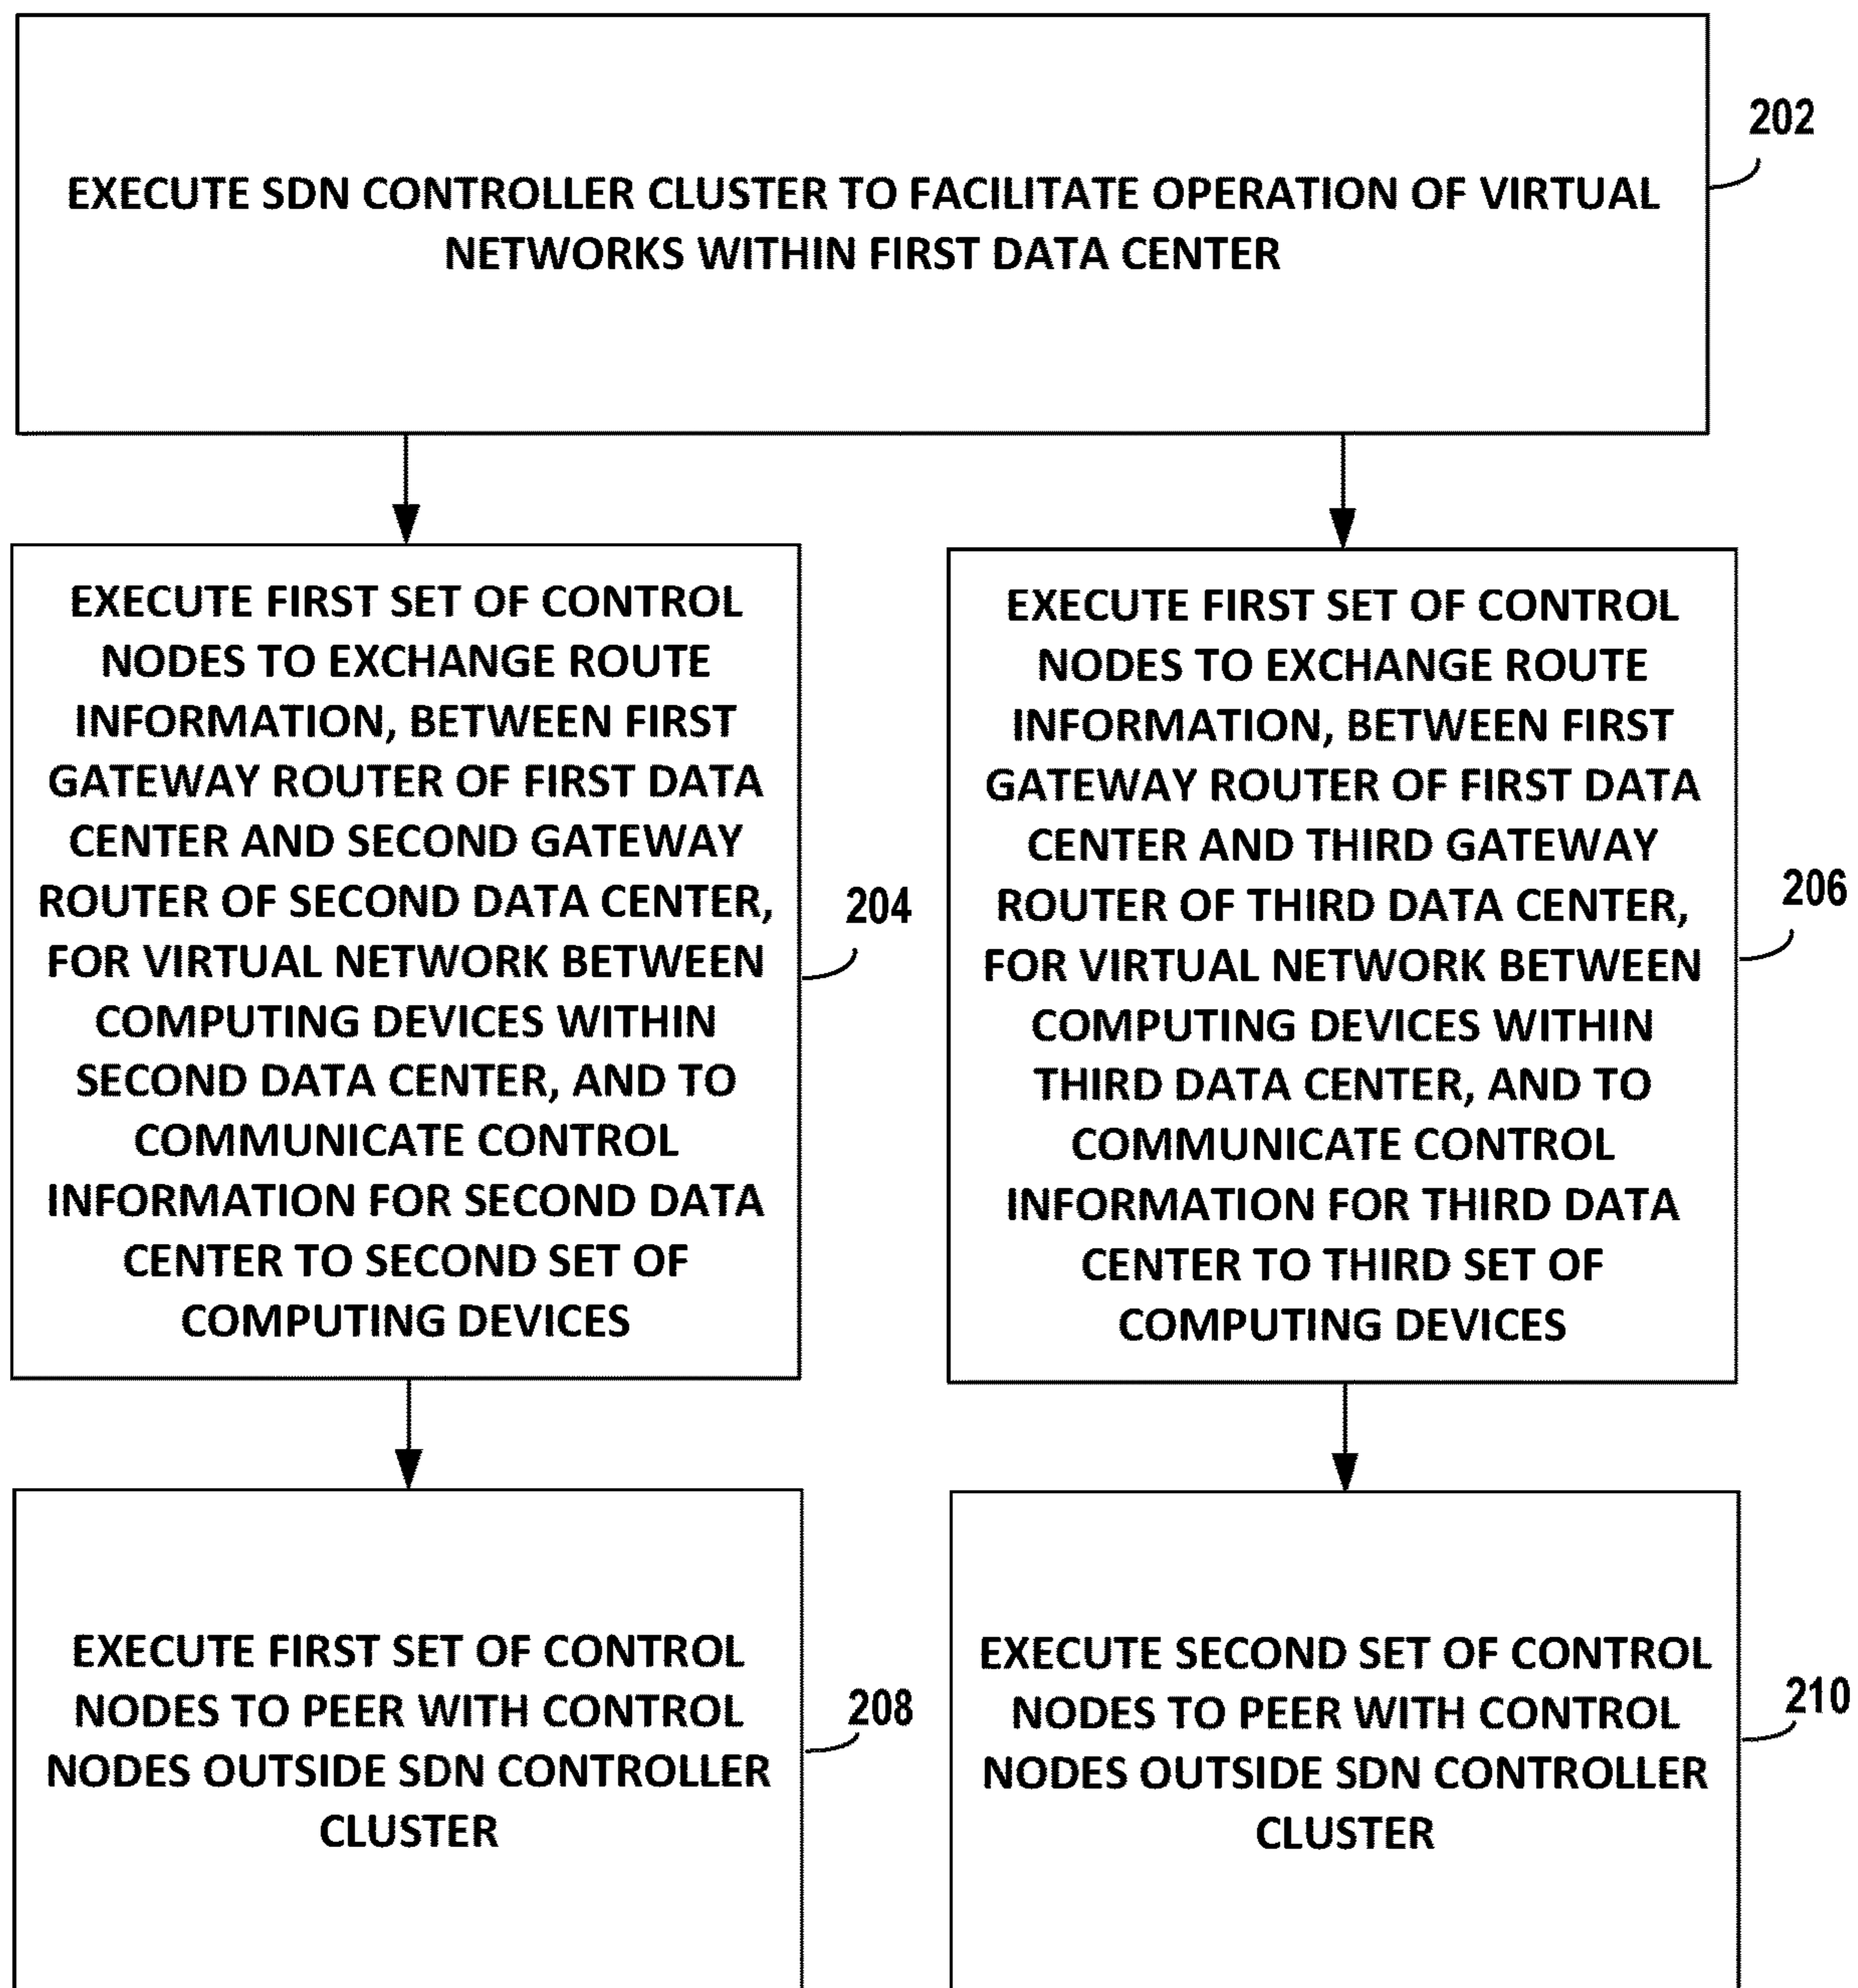 202
EXECUTE SDN CONTROLLER CLUSTER TO FACILITATE OPERATION OF VIRTUAL
NETWORKS WITHIN FIRST DATA CENTER
EXECUTE FIRST SET OF CONTROL
NODES TO EXCHANGE ROUTE
INFORMATION, BETWEEN FIRST
GATEWAY ROUTER OF FIRST DATA
CENTER AND SECOND GATEWAY
ROUTER OF SECOND DATA CENTER,
FOR VIRTUAL NETWORK BETWEEN
COMPUTING DEVICES WITHIN
SECOND DATA CENTER, AND TO
COMMUNICATE CONTROL
INFORMATION FOR SECOND DATA
CENTER TO SECOND SET OF
COMPUTING DEVICES
204
EXECUTE FIRST SET OF CONTROL
NODES TO EXCHANGE ROUTE
INFORMATION, BETWEEN FIRST
GATEWAY ROUTER OF FIRST DATA
CENTER AND THIRD GATEWAY
ROUTER OF THIRD DATA CENTER,
FOR VIRTUAL NETWORK BETWEEN
COMPUTING DEVICES WITHIN
THIRD DATA CENTER, AND TO
COMMUNICATE CONTROL
INFORMATION FOR THIRD DATA
CENTER TO THIRD SET OF
COMPUTING DEVICES
206
EXECUTE FIRST SET OF CONTROL
NODES TO PEER WITH CONTROL
NODES OUTSIDE SDN CONTROLLER
CLUSTER
208
EXECUTE SECOND SET OF CONTROL
NODES TO PEER WITH CONTROL
NODES OUTSIDE SDN CONTROLLER
CLUSTER
210